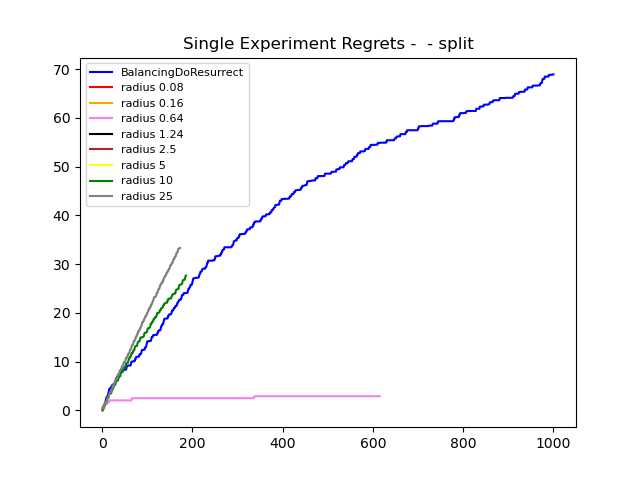 Single Experiment Regrets -  - split
70
60
50
40
30
20
10
0
BalancingDoResurrect
radius 0.08
radius 0.16
radius 0.64
radius 1.24
radius 2.5
radius 5
radius 10
radius 25
0 200 400 600 800 1000